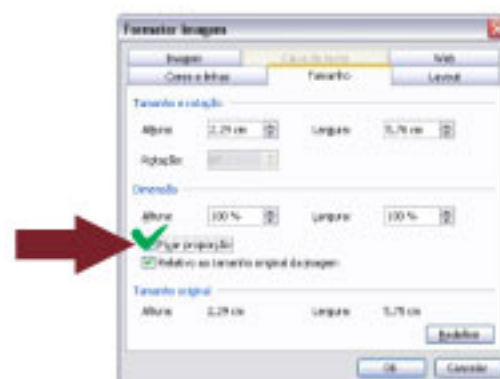 Formatar Imagem
Imagem Web
Cores e linhas Tamanho Layout
Tamanho e rotação
Altura: 2,29 cm Largura: 5,76 cm
Rotação:
Dimensão
Altura: 100 % Largura: 100 %
Fixar proporção
Relativo ao tamanho original da imagem
Tamanho original
Altura: 2,29 cm Largura: 5,76 cm
Redefinir
OK Cancelar